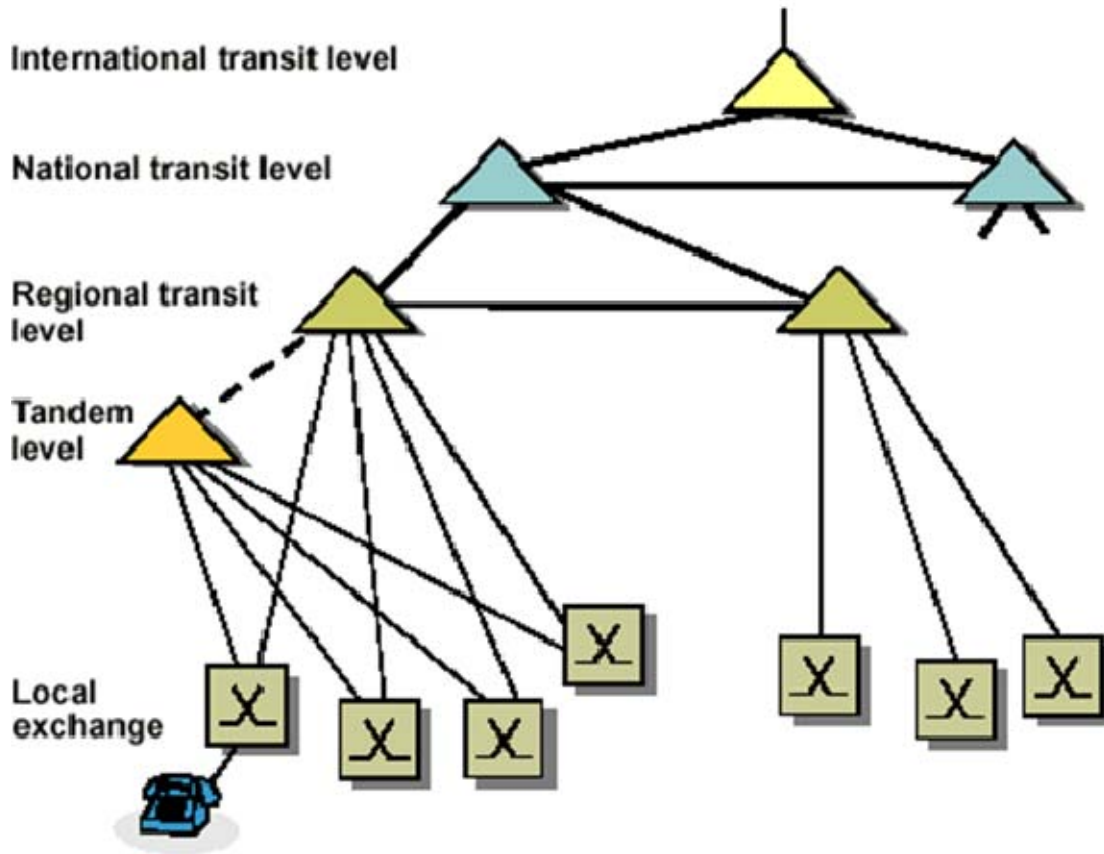 International transit level
National transit level
Regional transit
level
Tandem
level
Local
exchange